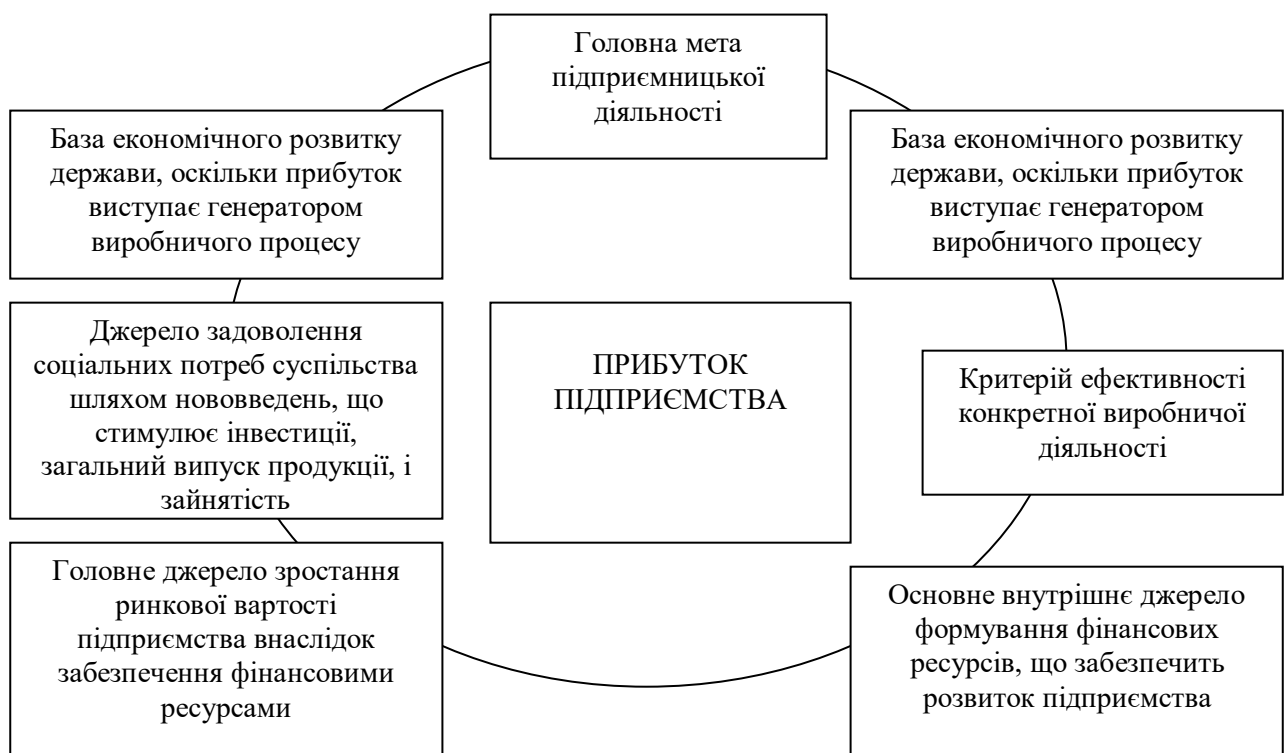 Головна мета
підприємницької
діяльності
База економічного розвитку
держави, оскільки прибуток
виступає генератором
виробничого процесу
База економічного розвитку
держави, оскільки прибуток
виступає генератором
виробничого процесу
Джерело задоволення
соціальних потреб суспільства
шляхом нововведень, що
стимулює інвестиції,
загальний випуск продукції, і
зайнятість
ПРИБУТОК
ПІДПРИЄМСТВА
Критерій ефективності
конкретної виробничої
діяльності
Головне джерело зростання
ринкової вартості
підприємства внаслідок
забезпечення фінансовими
ресурсами
Основне внутрішнє джерело
формування фінансових
ресурсів, що забезпечить
розвиток підприємства